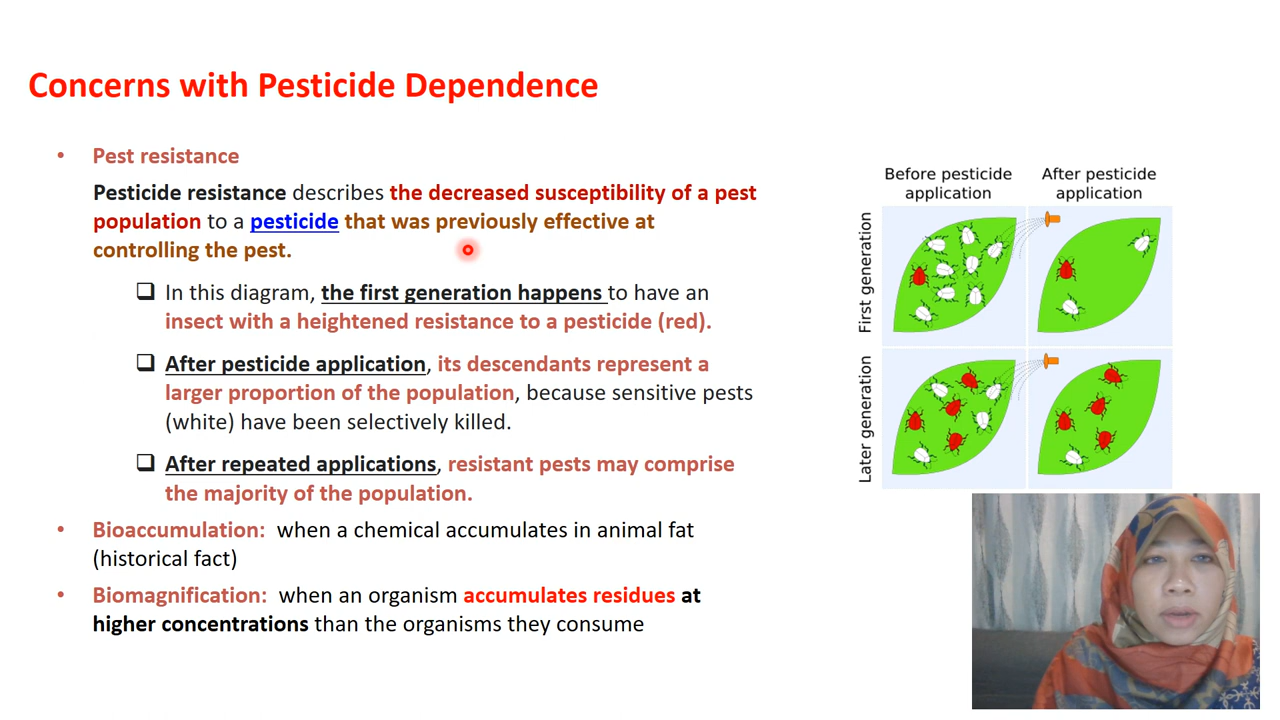 Concerns with Pesticide Dependence
• Pest resistance
Pesticide resistance describes the decreased susceptibility of a pest
population to a pesticide that was previously effective at
controlling the pest.
❑ In this diagram, the first generation happens to have an
insect with a heightened resistance to a pesticide (red).
❑ After pesticide application, its descendants represent a
larger proportion of the population, because sensitive pests
(white) have been selectively killed.
❑ After repeated applications, resistant pests may comprise
the majority of the population.
• Bioaccumulation: when a chemical accumulates in animal fat
(historical fact)
• Biomagnification: when an organism accumulates residues at
higher concentrations than the organisms they consume
Before pesticide
application
After pesticide
application
First generation
Later generation